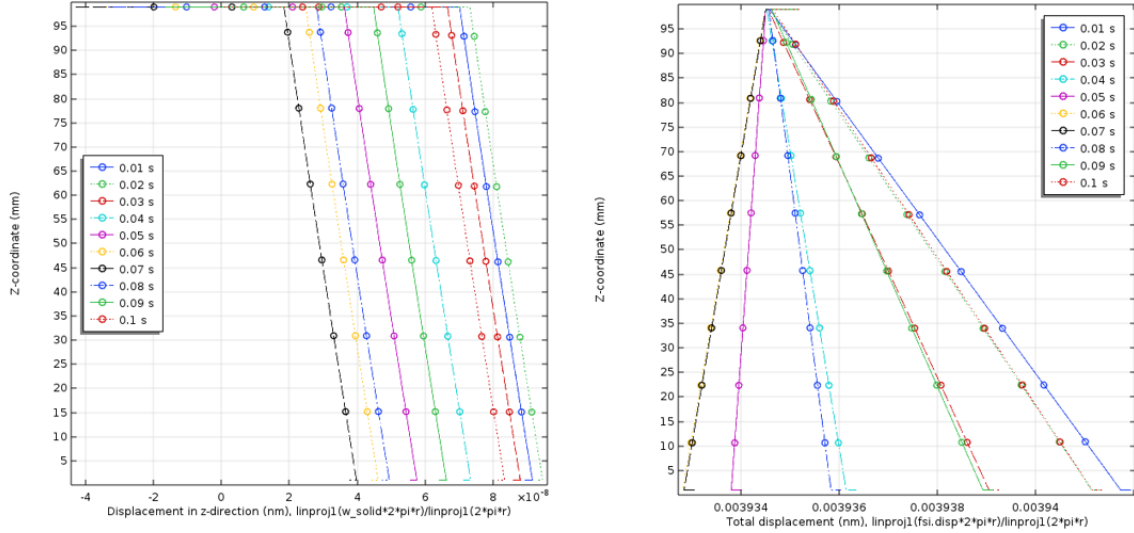 95
90
85
80
75
70
65
60
55
50
45
40
35
30
25
20
15
10
5
Z-coordinate (mm)
0.01 s
0.02 s
0.03 s
0.04 s
0.05 s
0.06 s
0.07 s
0.08 s
0.09 s
0.1 s
-4 -2 0 2 4 6 8 ×10⁻⁸
Displacement in z-direction (nm), linproj1(w_solid*2*pi*r)/linproj1(2*pi*r)
95
90
85
80
75
70
65
60
55
50
45
40
35
30
25
20
15
10
5
Z-coordinate (mm)
0.01 s
0.02 s
0.03 s
0.04 s
0.05 s
0.06 s
0.07 s
0.08 s
0.09 s
0.1 s
0.003934 0.003936 0.003938 0.00394
Total displacement (nm), linproj1(fsi.disp*2*pi*r)/linproj1(2*pi*r)